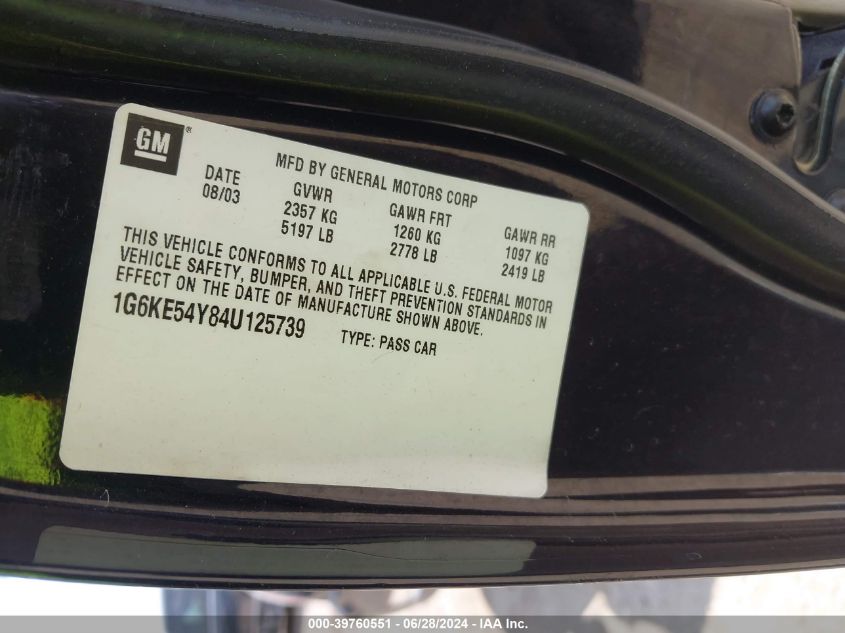 GM®
MFD BY GENERAL MOTORS CORP
DATE GVWR GAWR FRT GAWR RR
08/03 2357 KG 1260 KG 1097 KG
5197 LB 2778 LB 2419 LB
THIS VEHICLE CONFORMS TO ALL APPLICABLE U.S. FEDERAL MOTOR
VEHICLE SAFETY, BUMPER, AND THEFT PREVENTION STANDARDS IN
EFFECT ON THE DATE OF MANUFACTURE SHOWN ABOVE.
1G6KE54Y84U125739 TYPE: PASS CAR
000-39760551 / 06/28/2024 - IAA Inc.